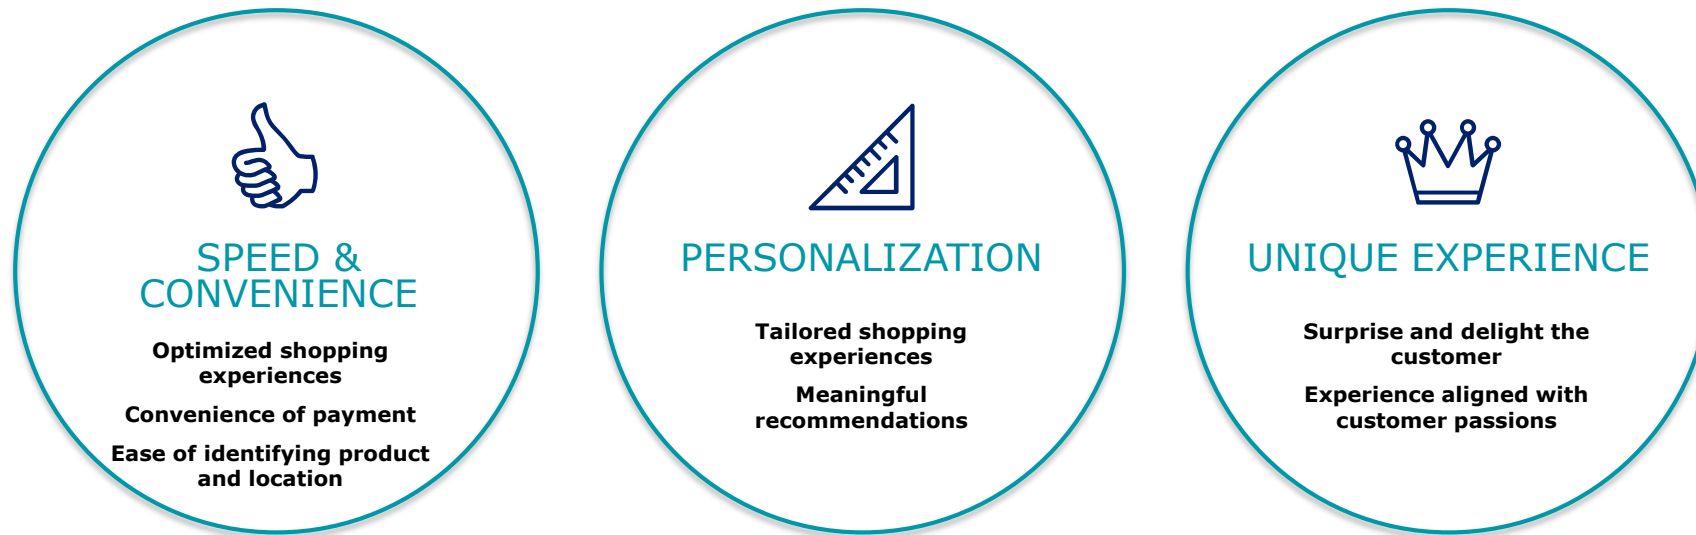 SPEED &
CONVENIENCE
Optimized shopping
experiences
Convenience of payment
Ease of identifying product
and location
PERSONALIZATION
Tailored shopping
experiences
Meaningful
recommendations
UNIQUE EXPERIENCE
Surprise and delight the
customer
Experience aligned with
customer passions